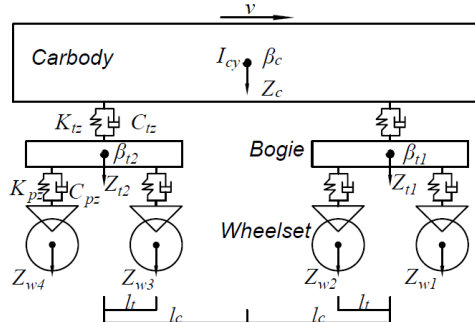 v
Carbody
I_cy β_c
Z_c
K_tz C_tz
β_t2 Bogie β_t1
K_pz C_pz Z_t2 Z_t1
Wheelset
Z_w4 Z_w3 Z_w2 Z_w1
l_t l_t
l_c l_c